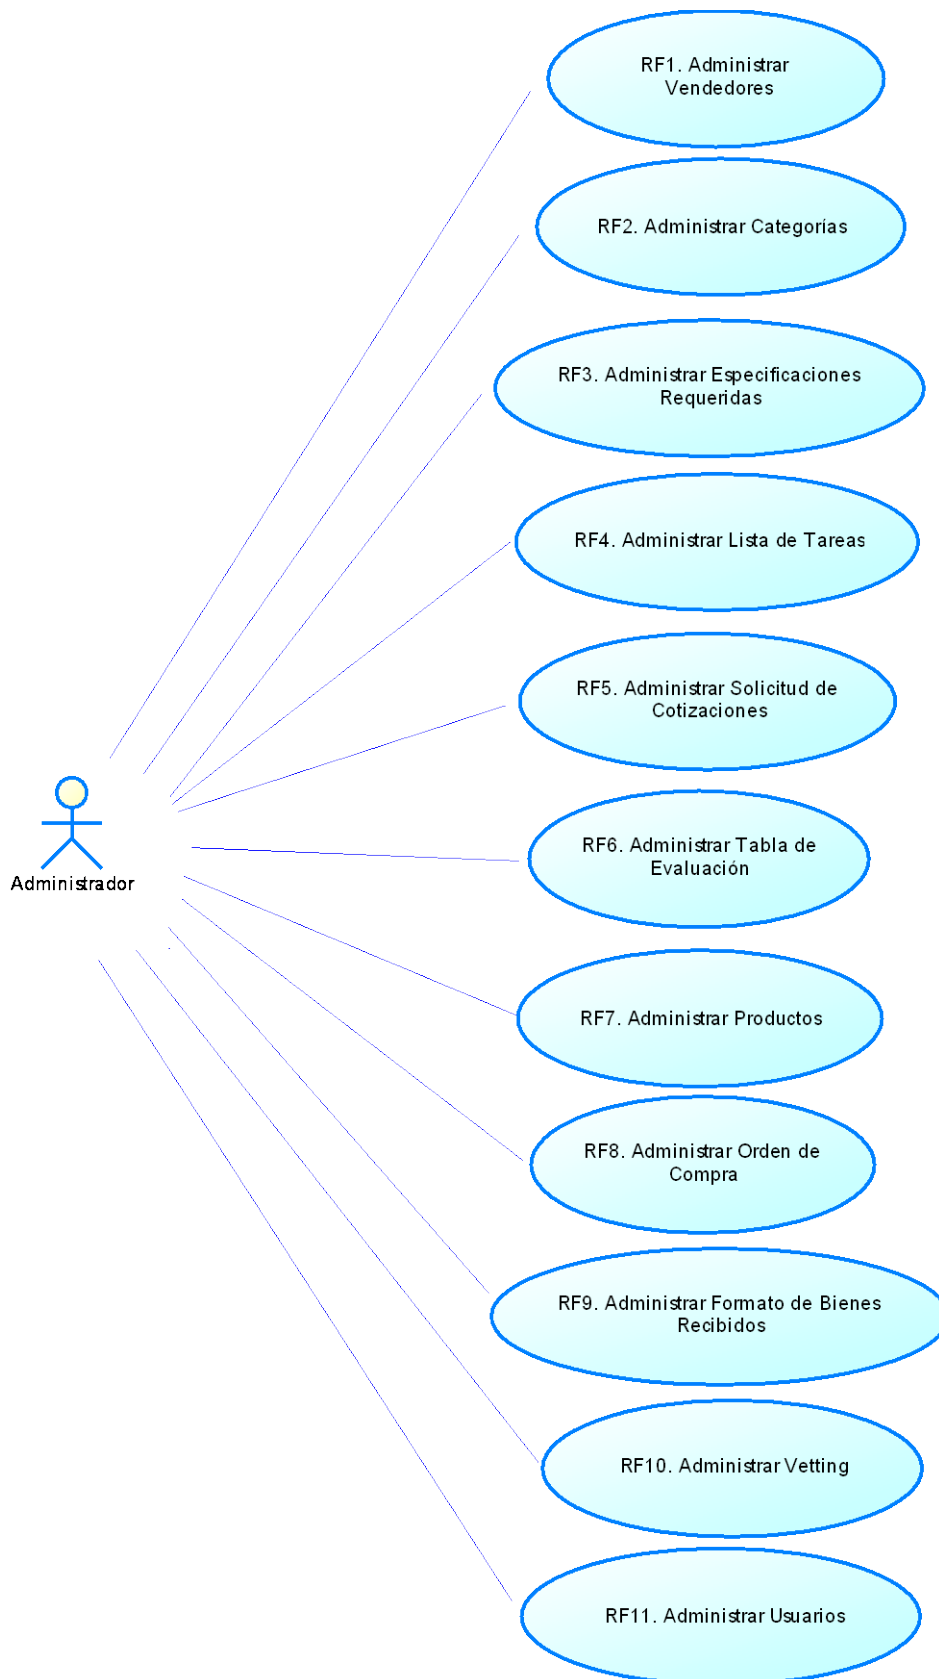 RF1. Administrar
Vendedores
RF2. Administrar Categorías
RF3. Administrar Especificaciones
Requeridas
RF4. Administrar Lista de Tareas
RF5. Administrar Solicitud de
Cotizaciones
Administrador
RF6. Administrar Tabla de
Evaluación
RF7. Administrar Productos
RF8. Administrar Orden de
Compra
RF9. Administrar Formato de Bienes
Recibidos
RF10. Administrar Vetting
RF11. Administrar Usuarios